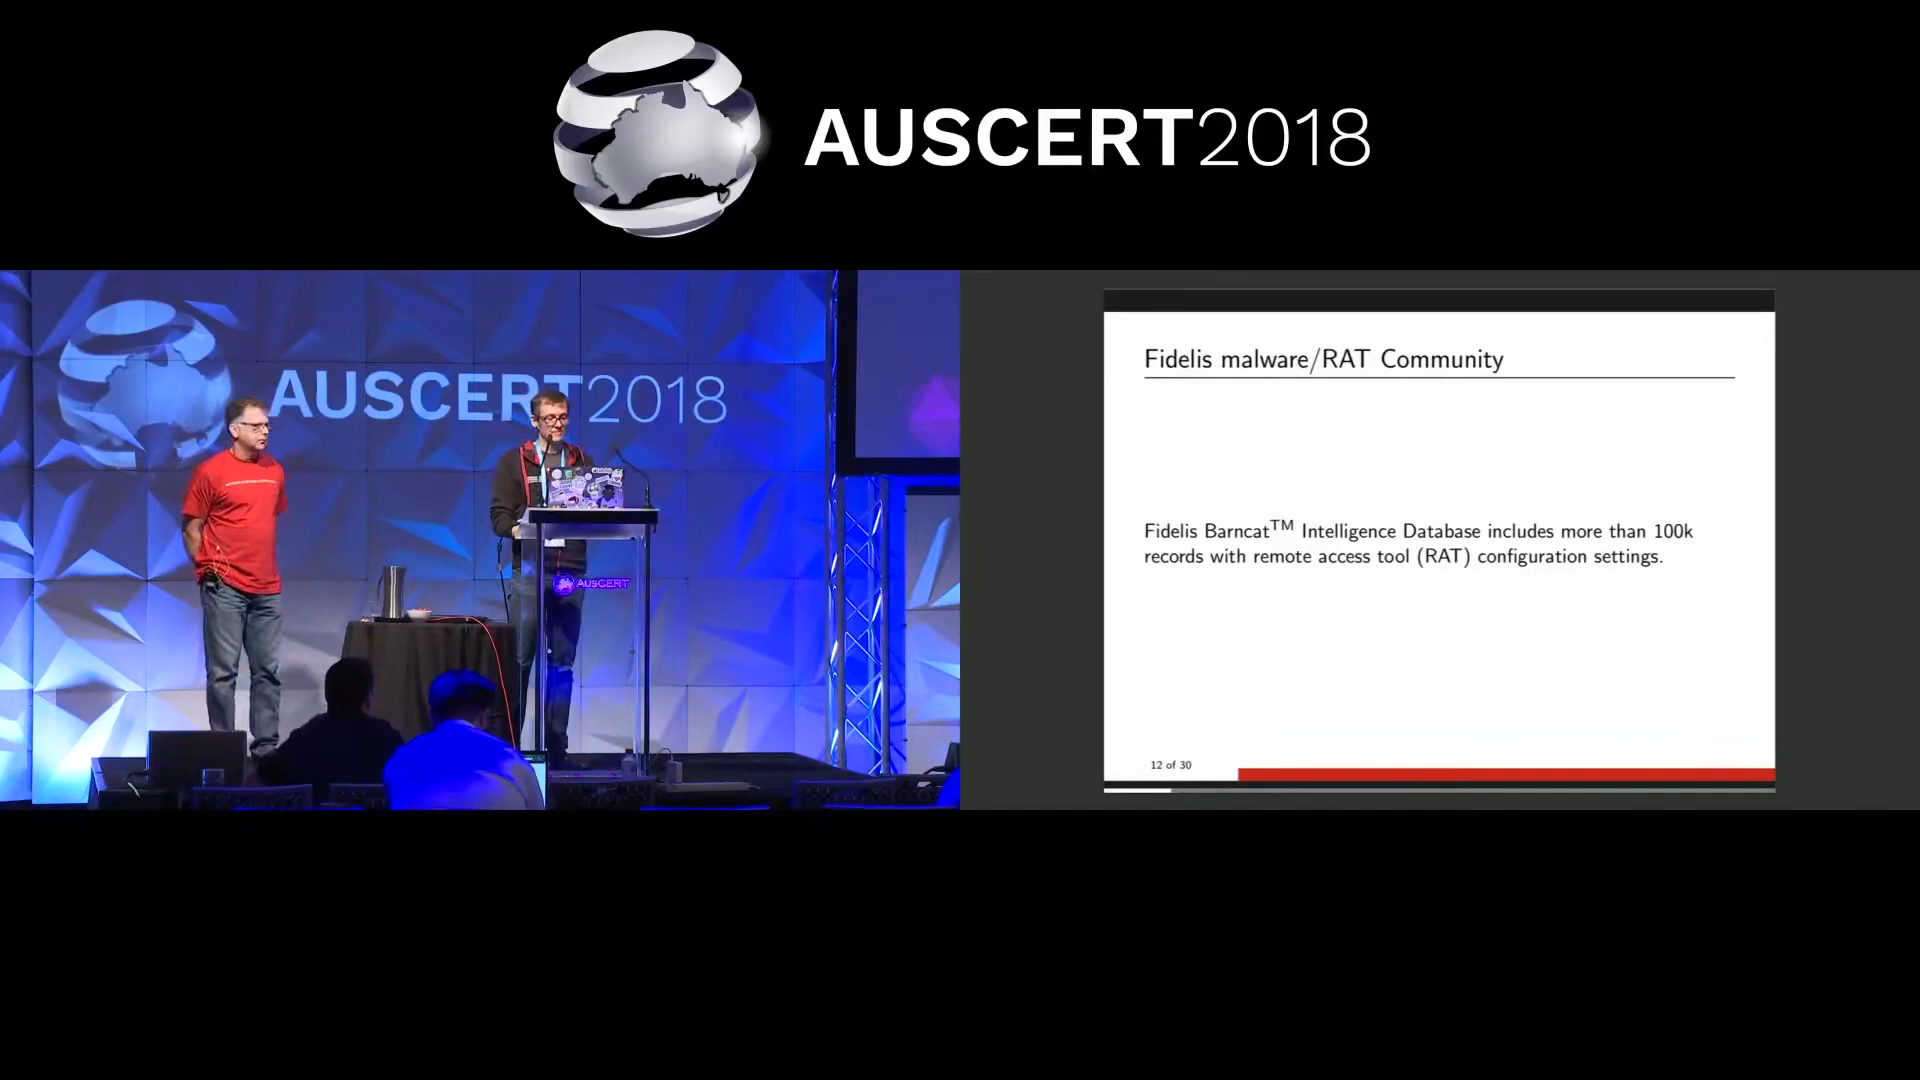 AUSCERT2018
AUSCERT2018
AusCERT
Fidelis malware/RAT Community
Fidelis Barncat™ Intelligence Database includes more than 100k
records with remote access tool (RAT) configuration settings.
12 of 30